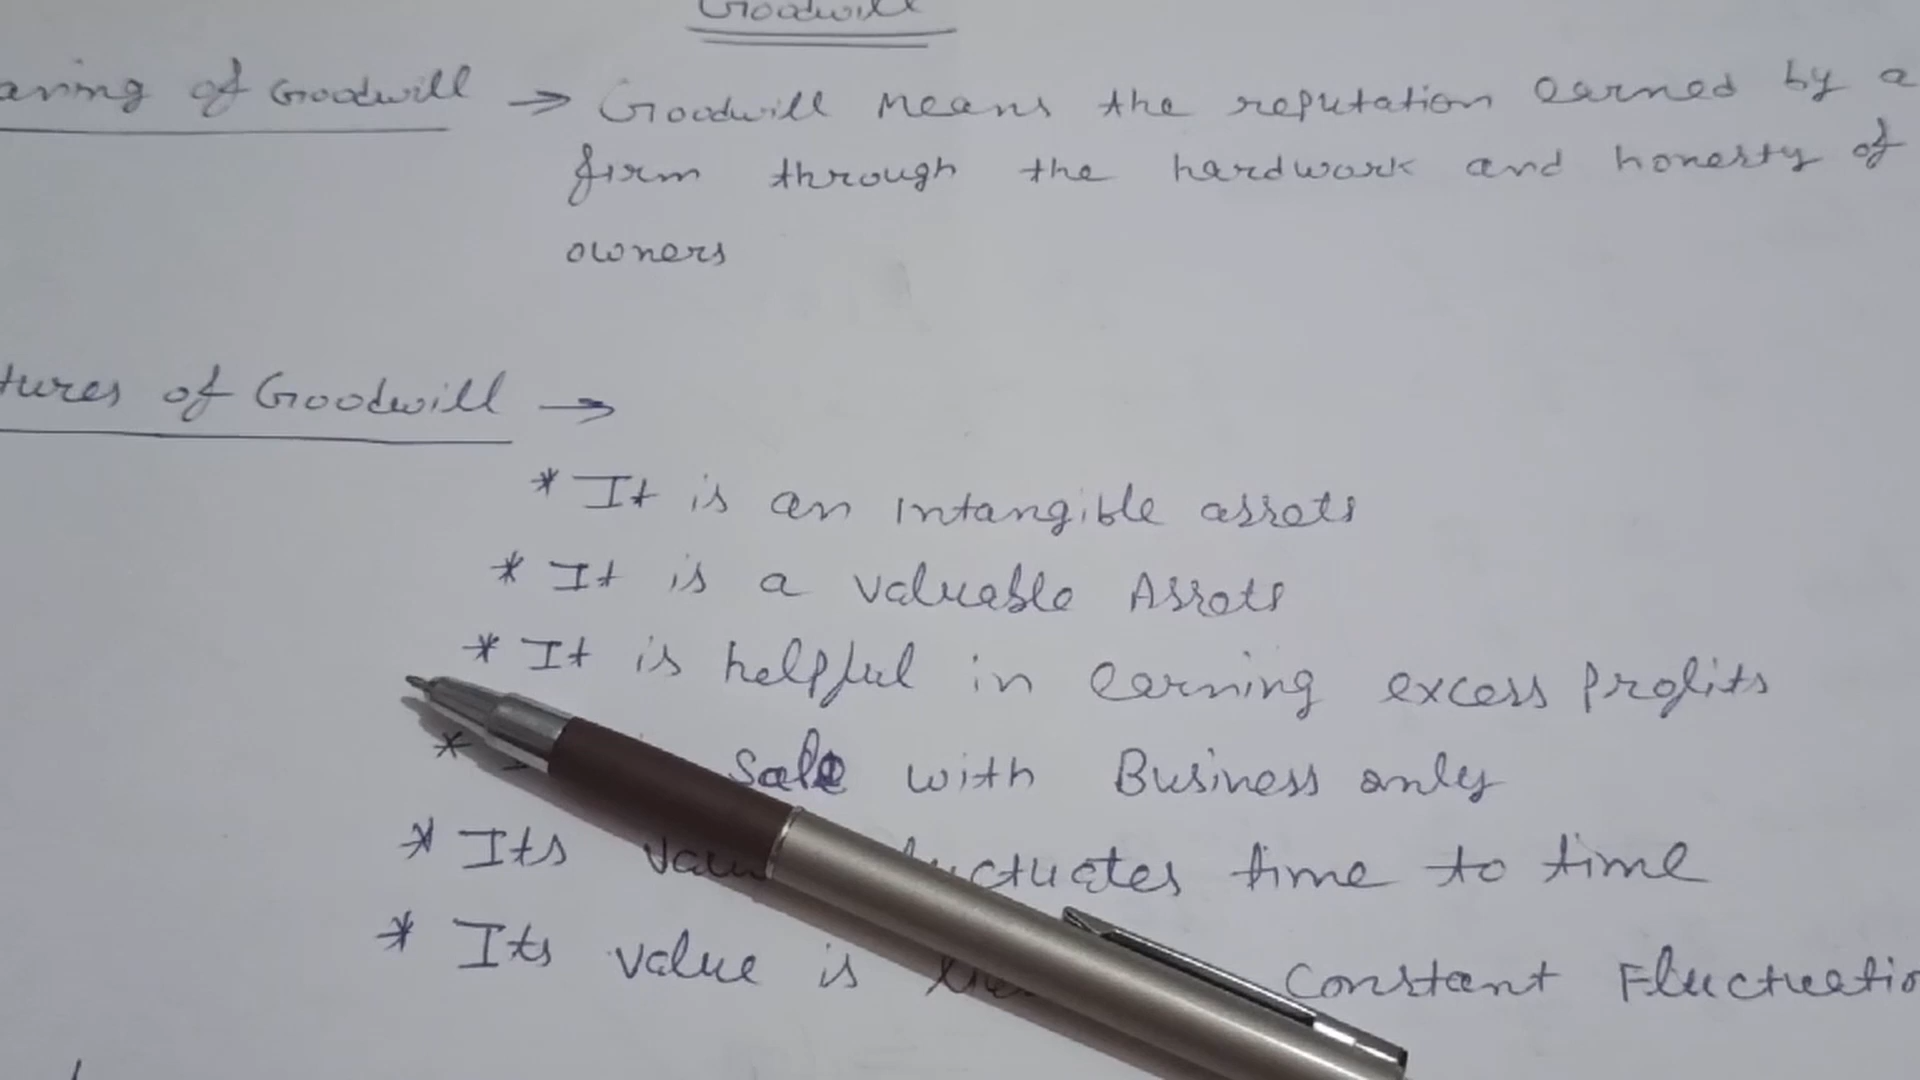 Goodwill
aning of Goodwill → Goodwill Means the reputation earned by a
firm through the hardwork and honesty of
owners
tures of Goodwill →
* It is an intangible assets
* It is a valuable Assets
* It is helpful in earning excess profits
* Sale with Business only
* Its time to time
* Its value is Constant Fluctuatio